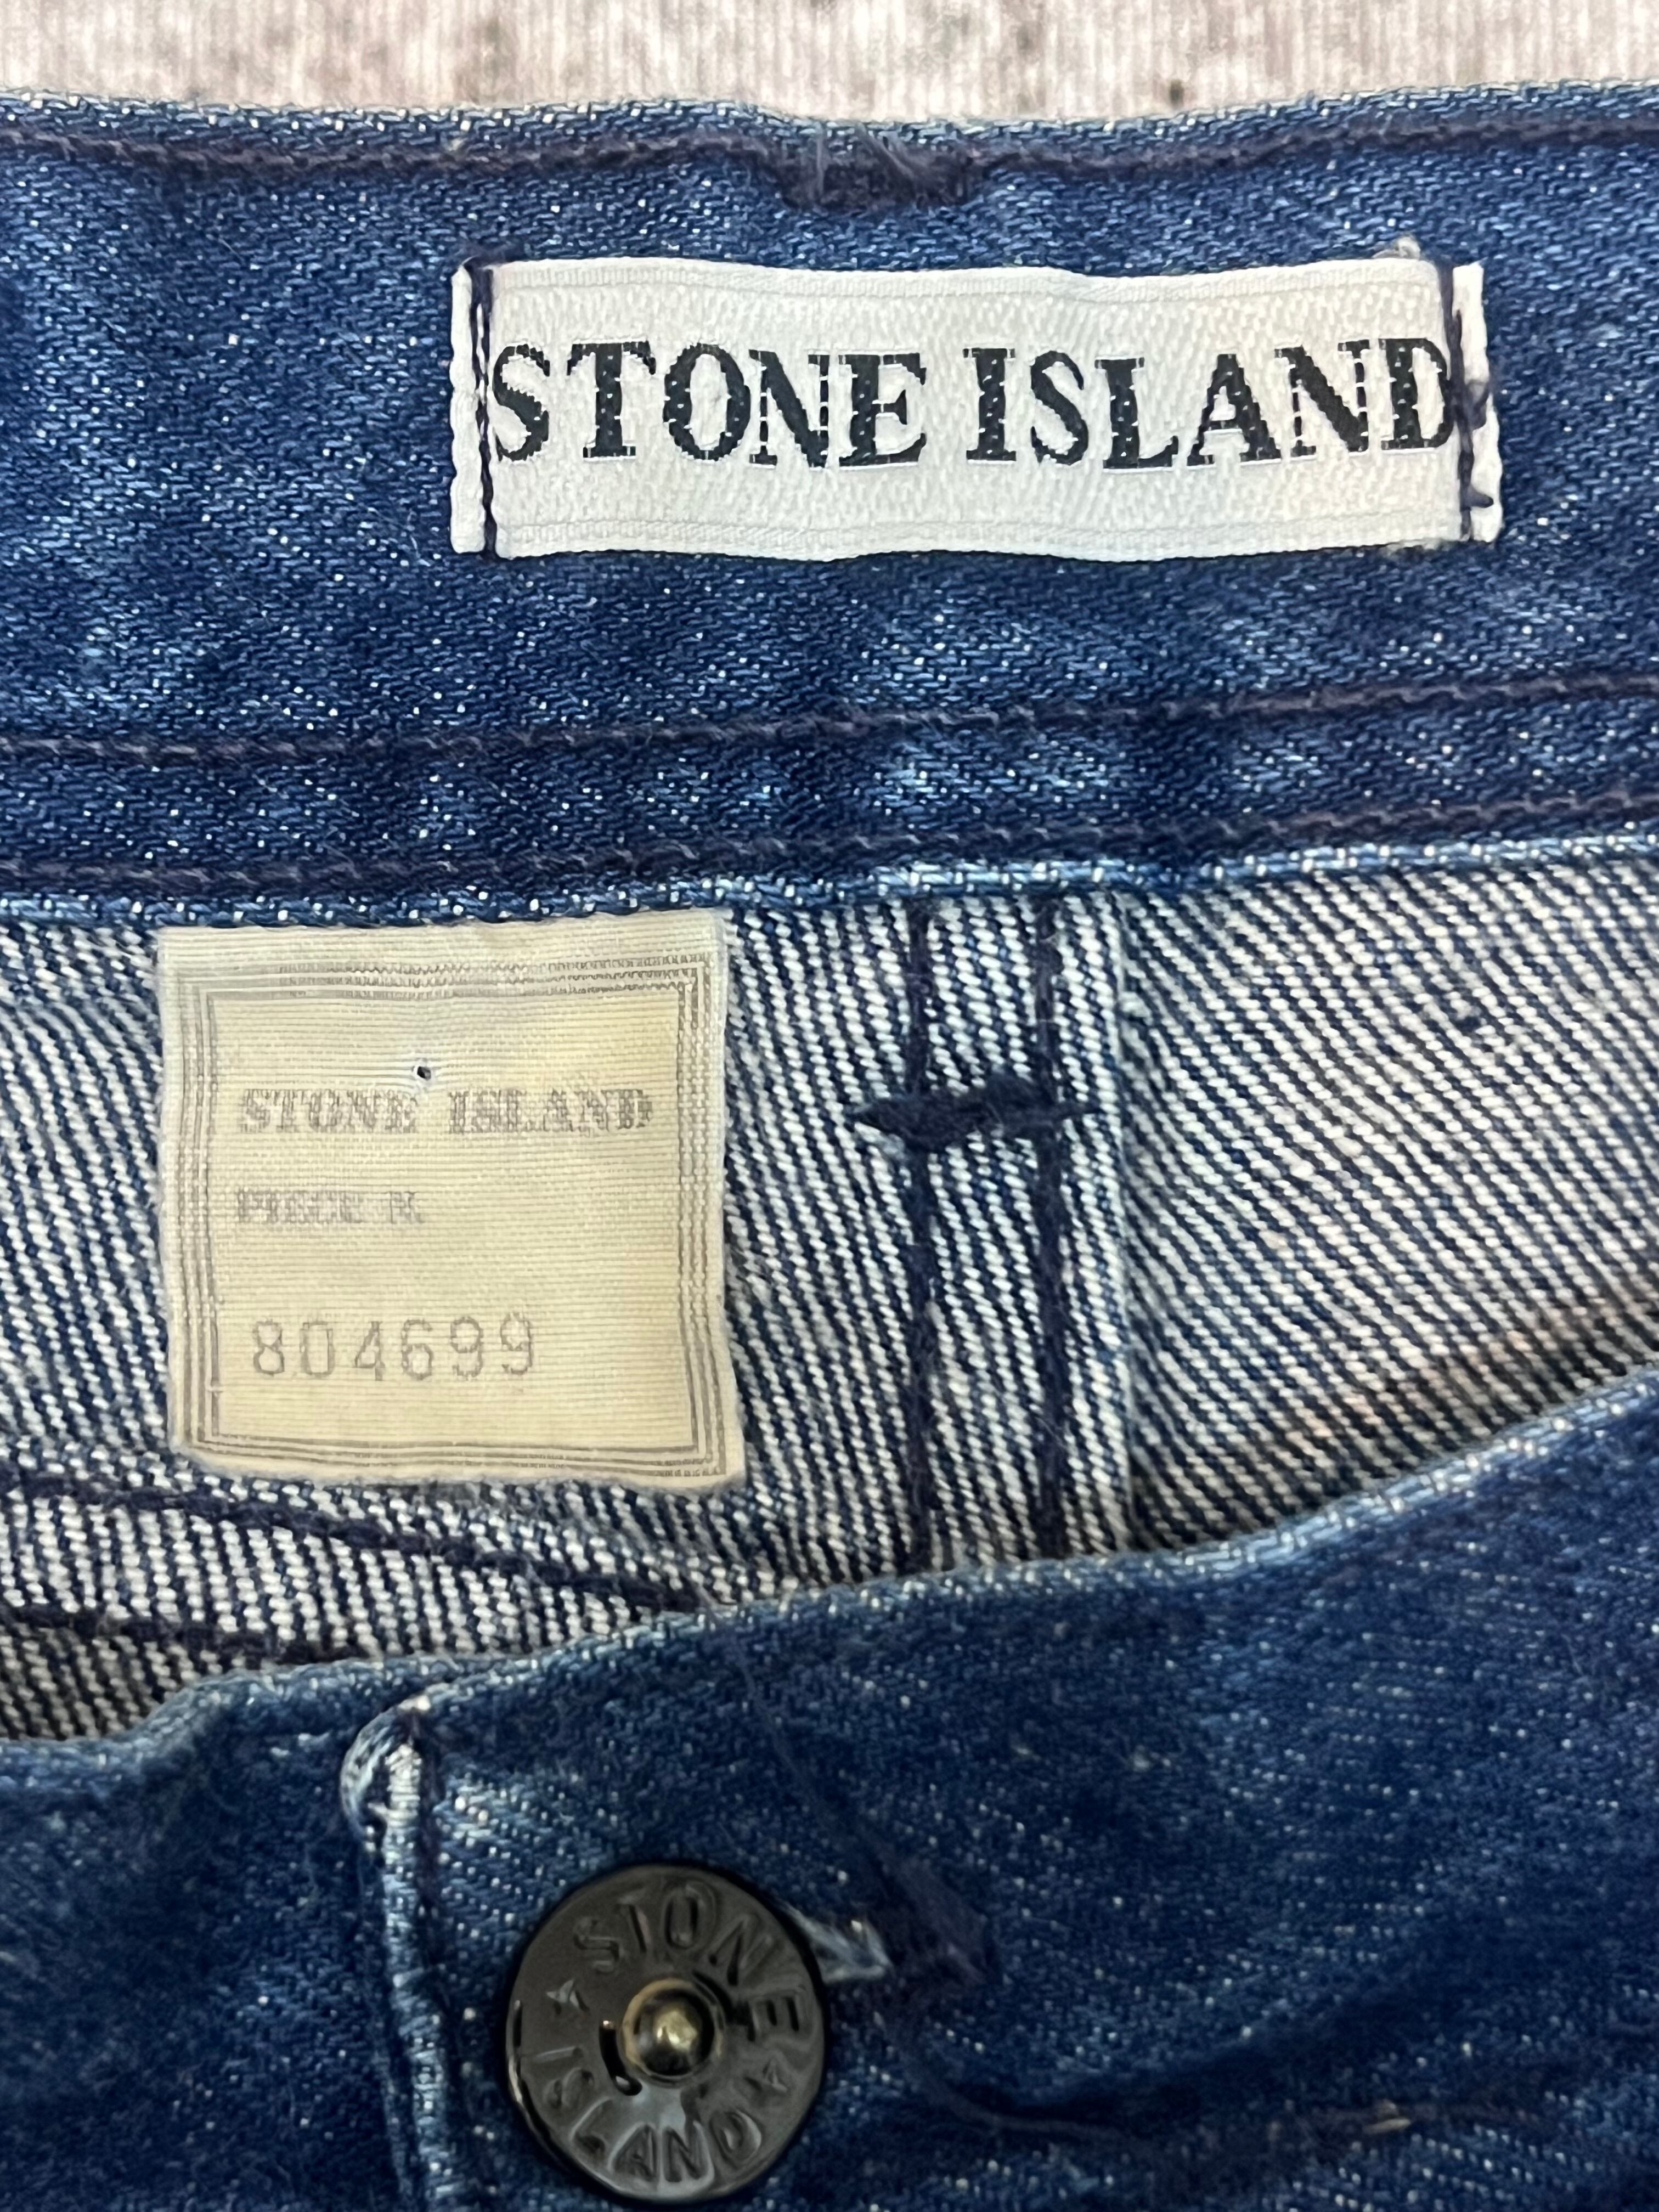 STONE ISLAND
STONE ISLAND
PIECE N.
804699
STONE
ISLAND